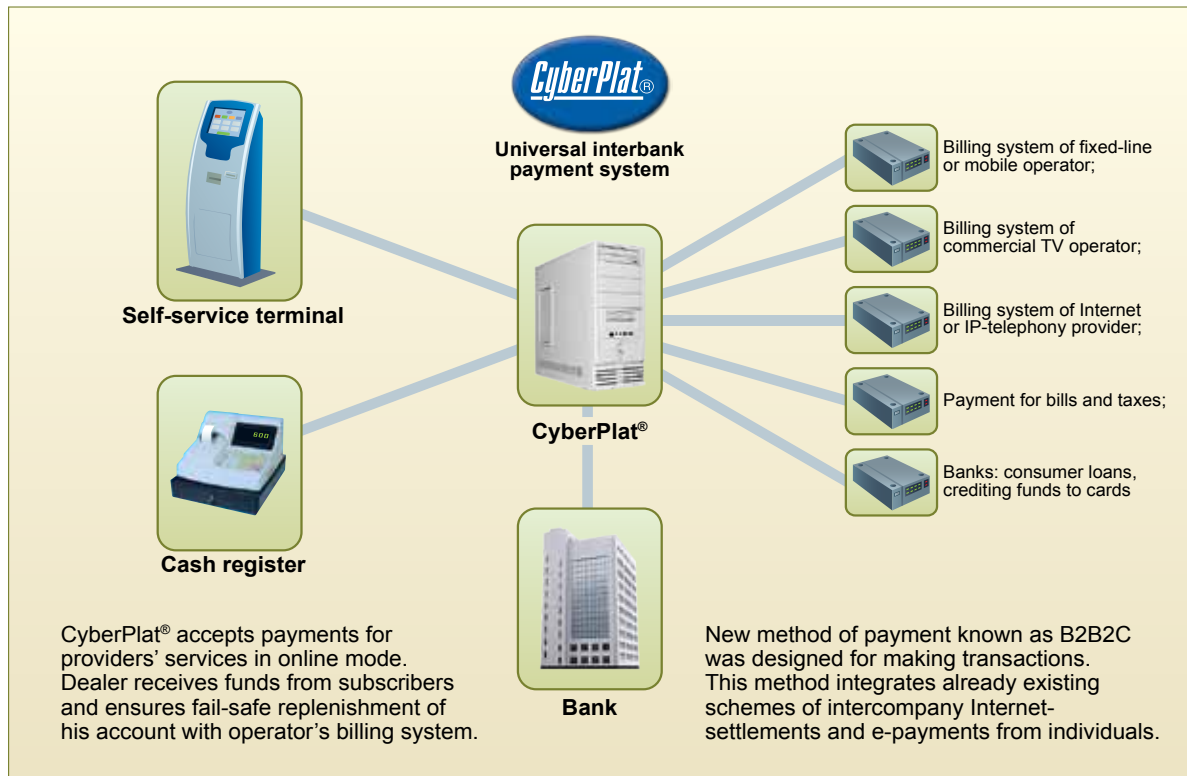 CyberPlat®
Universal interbank
payment system
Self-service terminal
Cash register
600
CyberPlat®
Bank
Billing system of fixed-line
or mobile operator;
Billing system of
commercial TV operator;
Billing system of Internet
or IP-telephony provider;
Payment for bills and taxes;
Banks: consumer loans,
crediting funds to cards
CyberPlat® accepts payments for
providers’ services in online mode.
Dealer receives funds from subscribers
and ensures fail-safe replenishment of
his account with operator’s billing system.
New method of payment known as B2B2C
was designed for making transactions.
This method integrates already existing
schemes of intercompany Internet-
settlements and e-payments from individuals.